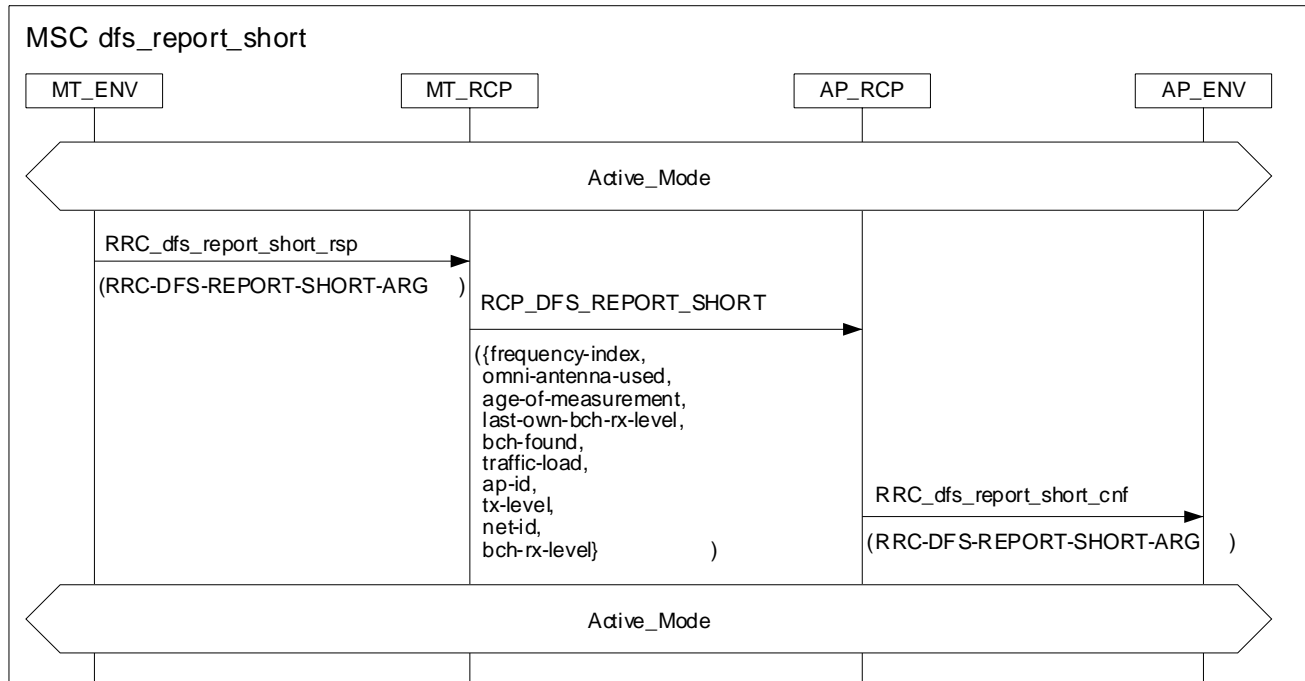 MSC dfs_report_short
MT_ENV MT_RCP AP_RCP AP_ENV
Active_Mode
RRC_dfs_report_short_rsp
(RRC-DFS-REPORT-SHORT-ARG )
RCP_DFS_REPORT_SHORT
({frequency-index,
omni-antenna-used,
age-of-measurement,
last-own-bch-rx-level,
bch-found,
traffic-load,
ap-id,
tx-level,
net-id,
bch-rx-level} )
RRC_dfs_report_short_cnf
(RRC-DFS-REPORT-SHORT-ARG )
Active_Mode